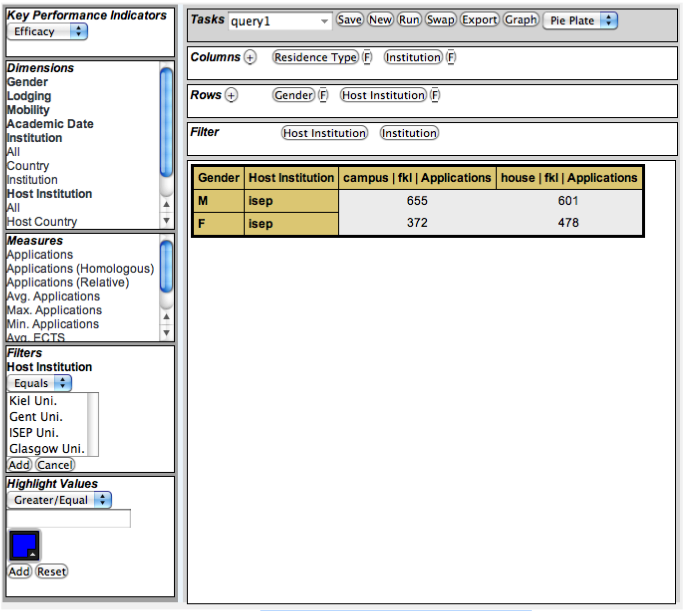 Key Performance Indicators
Efficacy
Dimensions
Gender
Lodging
Mobility
Academic Date
Institution
All
Country
Institution
Host Institution
All
Host Country
Measures
Applications
Applications (Homologous)
Applications (Relative)
Avg. Applications
Max. Applications
Min. Applications
Avg. ECTS
Filters
Host Institution
Equals
Kiel Uni.
Gent Uni.
ISEP Uni.
Glasgow Uni.
Add Cancel
Highlight Values
Greater/Equal
Add Reset
Tasks query1 Save New Run Swap Export Graph Pie Plate
Columns + Residence Type F Institution F
Rows + Gender F Host Institution F
Filter Host Institution Institution
Gender Host Institution campus | fkl | Applications house | fkl | Applications
M isep 655 601
F isep 372 478